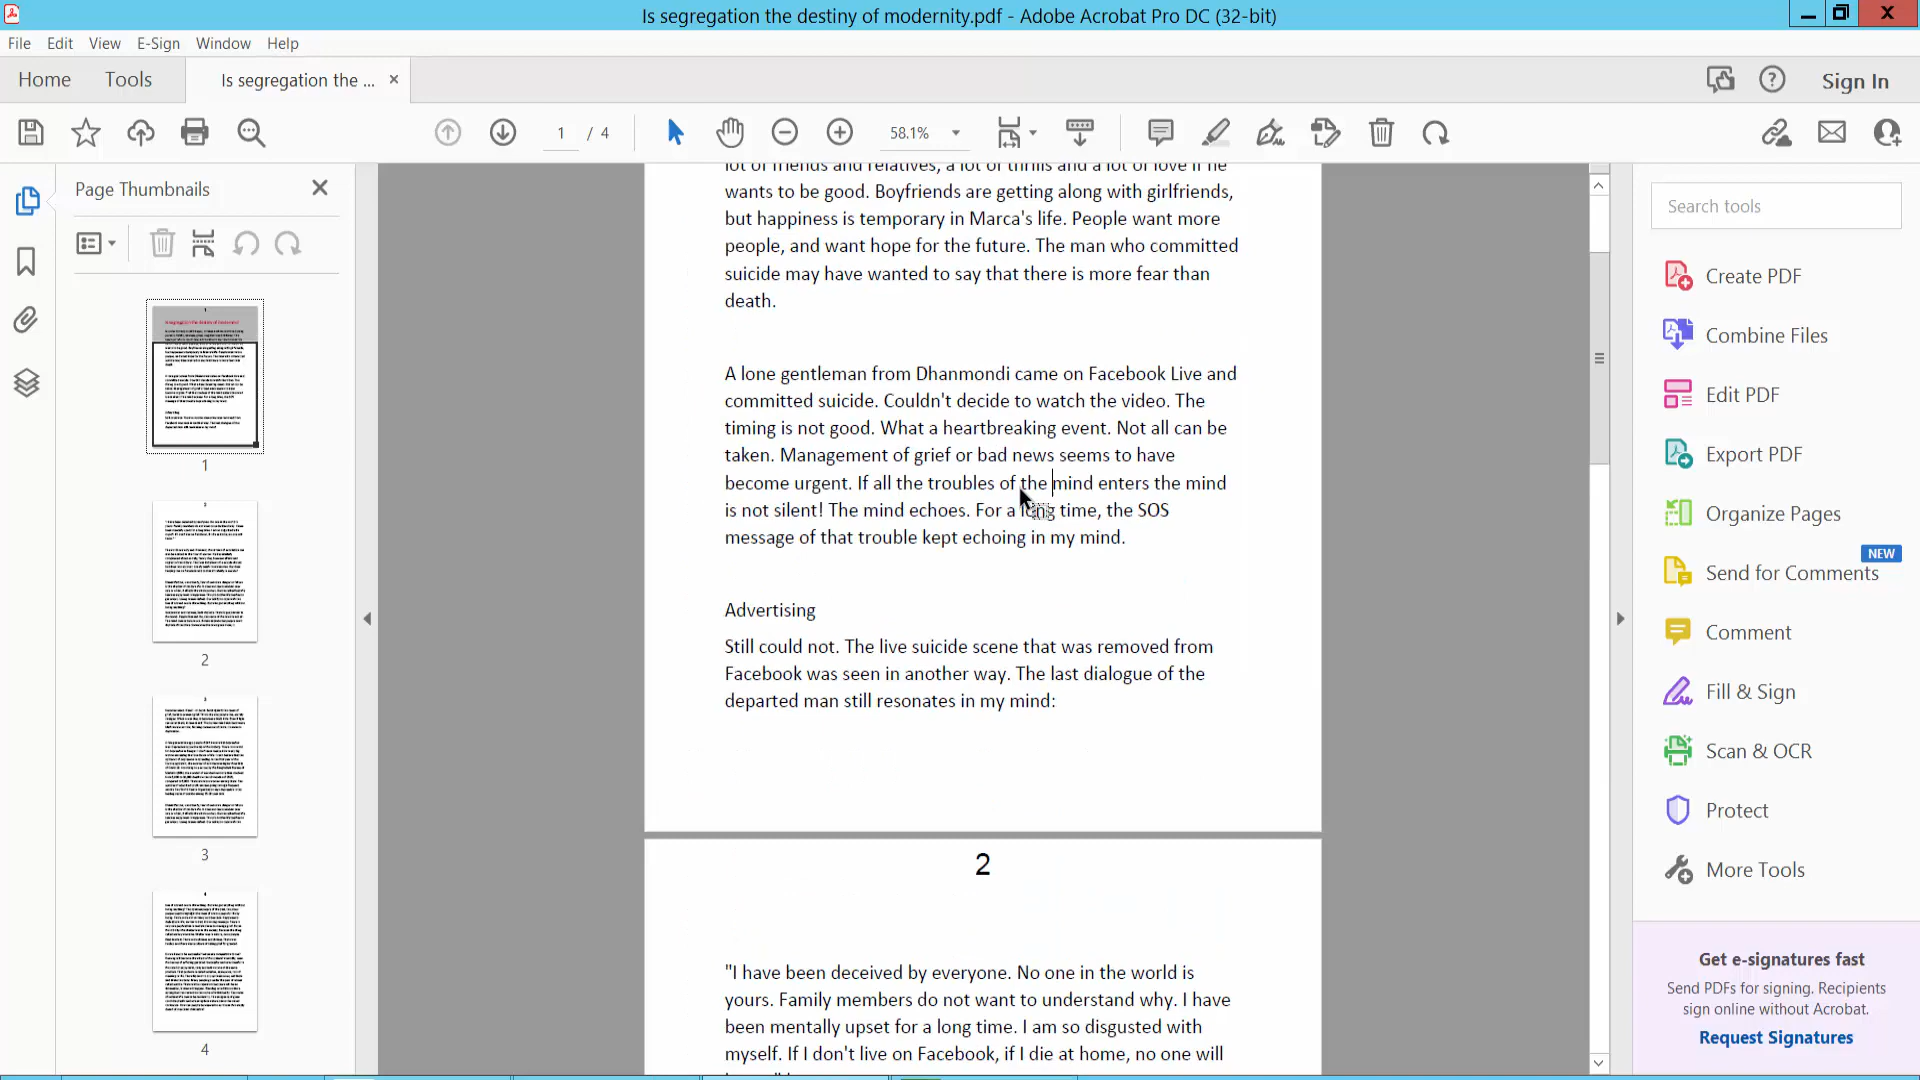 Is segregation the destiny of modernity.pdf - Adobe Acrobat Pro DC (32-bit)
File Edit View E-Sign Window Help
Home Tools Is segregation the ... × Sign In
1 / 4 58.1%
Page Thumbnails
1
2
3
4
lot of friends and relatives, a lot of thrills and a lot of love if he
wants to be good. Boyfriends are getting along with girlfriends,
but happiness is temporary in Marca's life. People want more
people, and want hope for the future. The man who committed
suicide may have wanted to say that there is more fear than
death.
A lone gentleman from Dhanmondi came on Facebook Live and
committed suicide. Couldn't decide to watch the video. The
timing is not good. What a heartbreaking event. Not all can be
taken. Management of grief or bad news seems to have
become urgent. If all the troubles of the mind enters the mind
is not silent! The mind echoes. For a long time, the SOS
message of that trouble kept echoing in my mind.
Advertising
Still could not. The live suicide scene that was removed from
Facebook was seen in another way. The last dialogue of the
departed man still resonates in my mind:
2
"I have been deceived by everyone. No one in the world is
yours. Family members do not want to understand why. I have
been mentally upset for a long time. I am so disgusted with
myself. If I don't live on Facebook, if I die at home, no one will
Search tools
Create PDF
Combine Files
Edit PDF
Export PDF
Organize Pages
NEW
Send for Comments
Comment
Fill & Sign
Scan & OCR
Protect
More Tools
Get e-signatures fast
Send PDFs for signing. Recipients
sign online without Acrobat.
Request Signatures